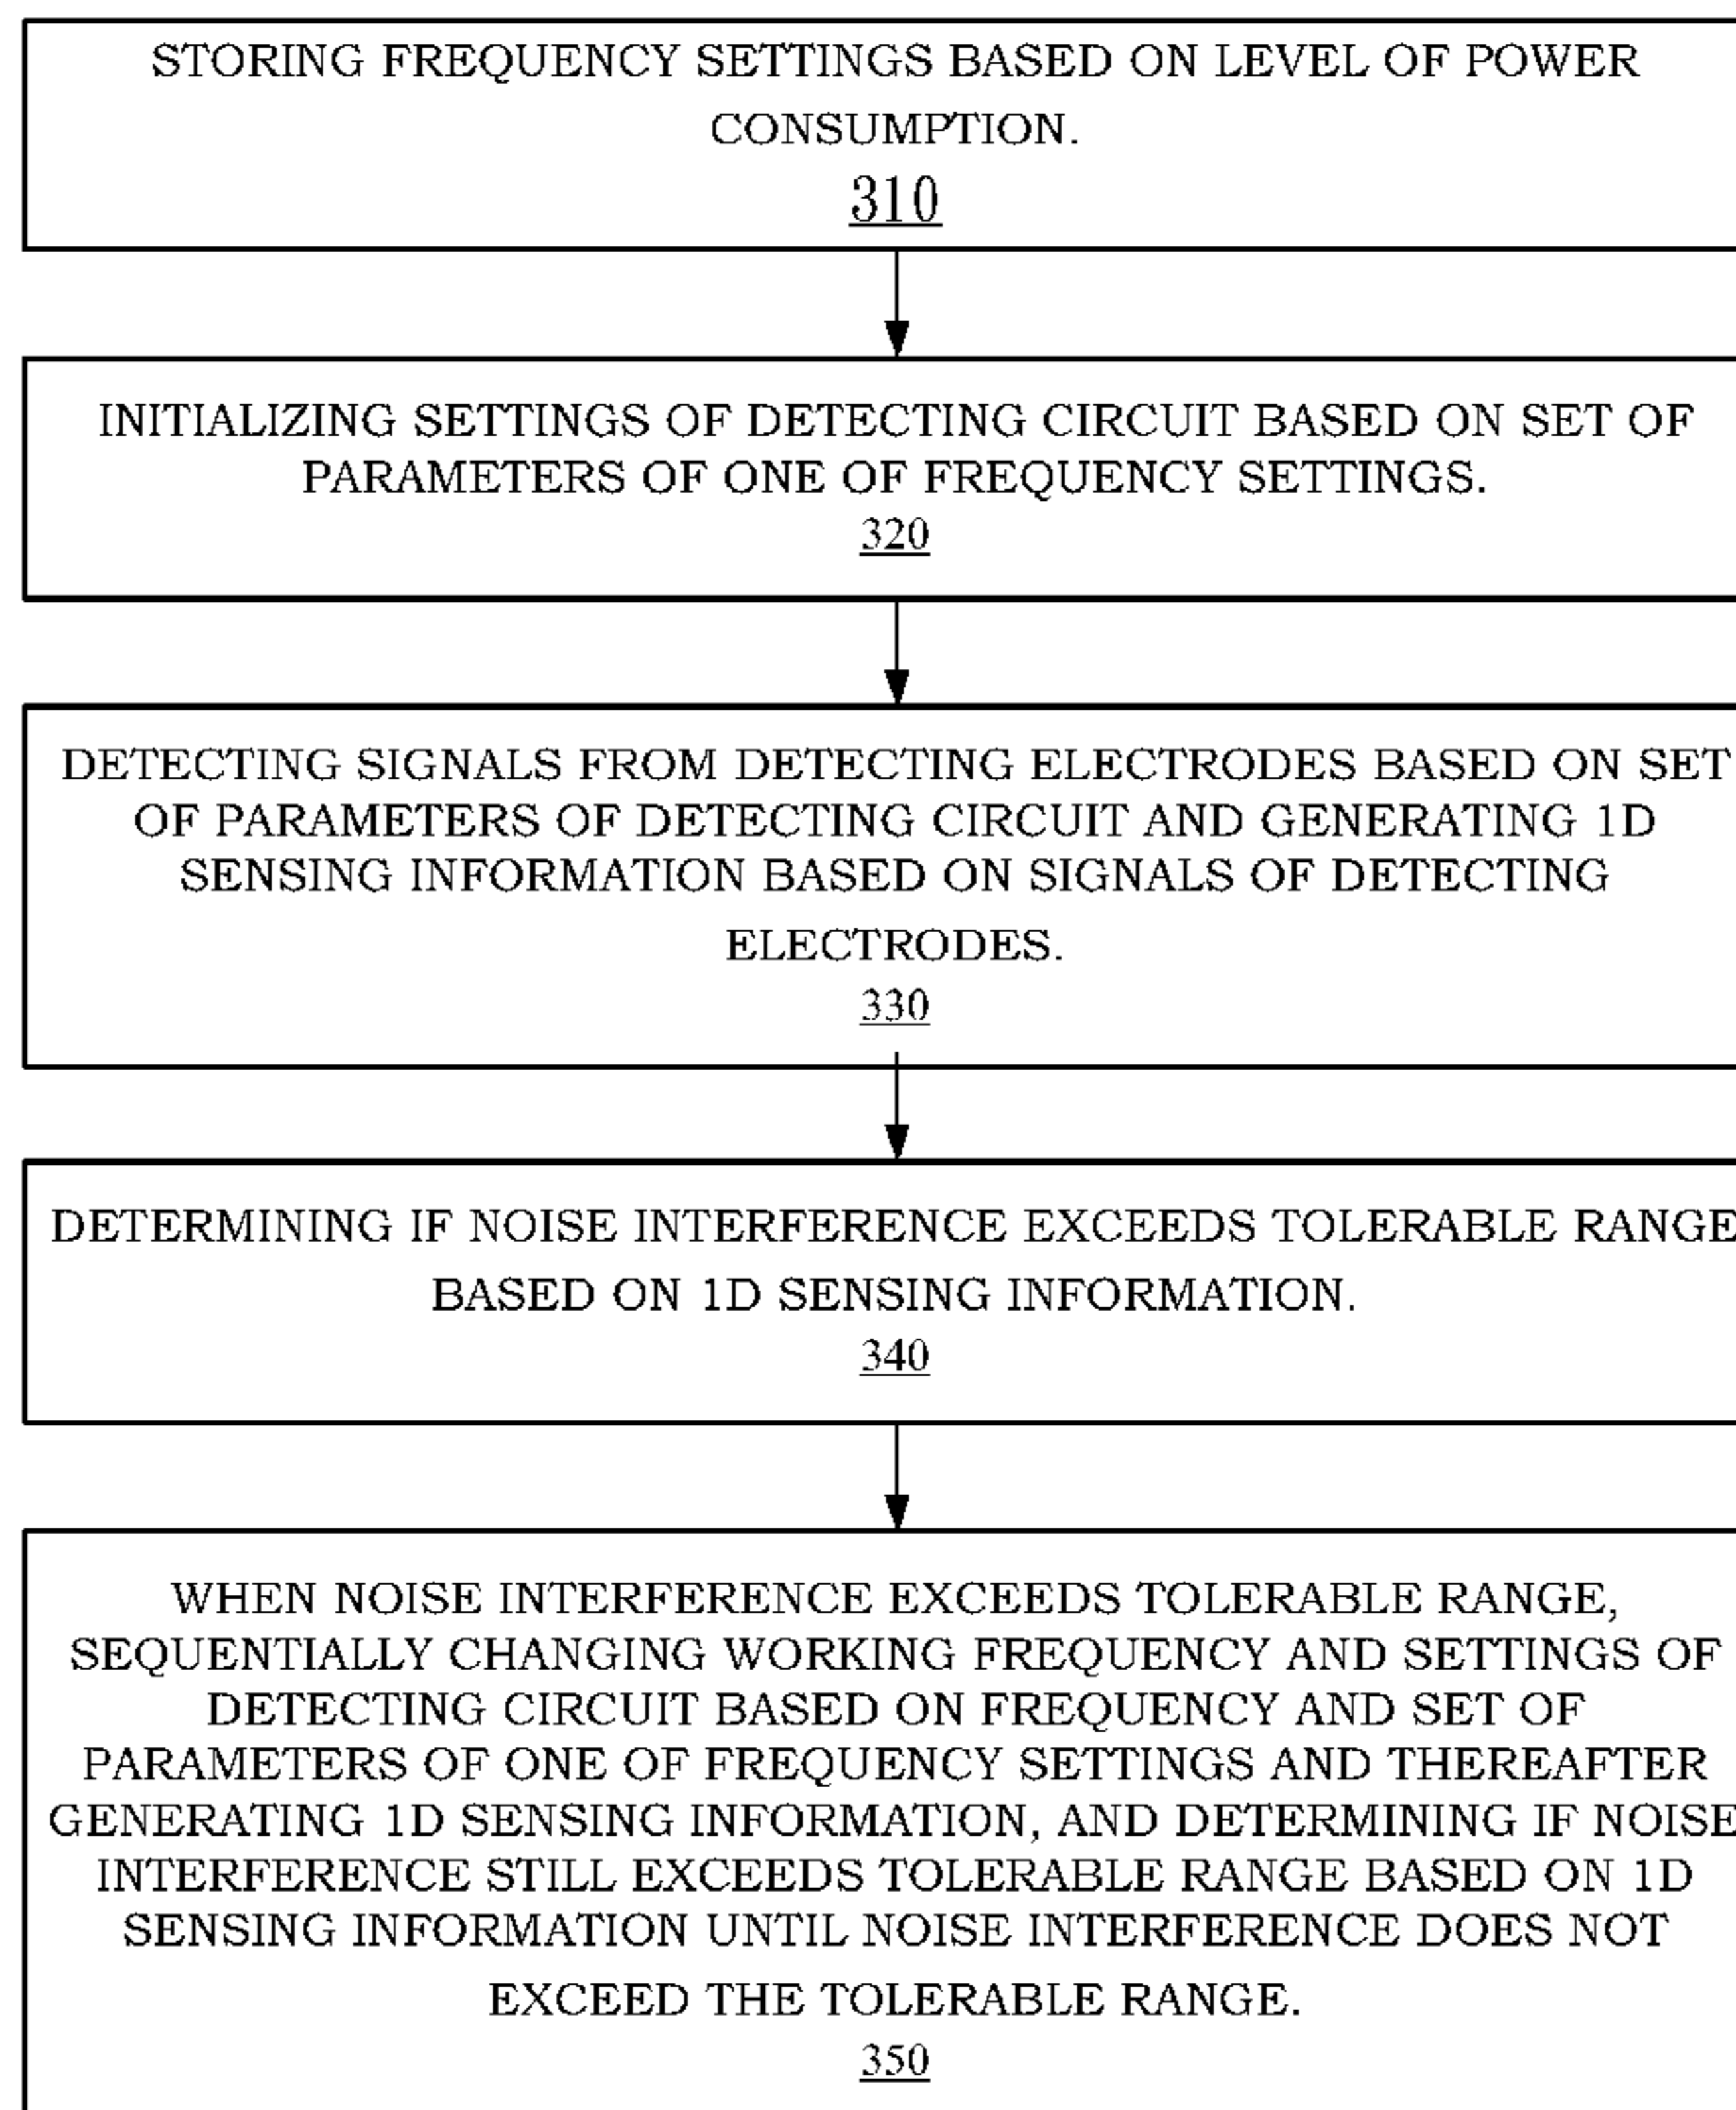 STORING FREQUENCY SETTINGS BASED ON LEVEL OF POWER
CONSUMPTION.
310
INITIALIZING SETTINGS OF DETECTING CIRCUIT BASED ON SET OF
PARAMETERS OF ONE OF FREQUENCY SETTINGS.
320
DETECTING SIGNALS FROM DETECTING ELECTRODES BASED ON SET
OF PARAMETERS OF DETECTING CIRCUIT AND GENERATING 1D
SENSING INFORMATION BASED ON SIGNALS OF DETECTING
ELECTRODES.
330
DETERMINING IF NOISE INTERFERENCE EXCEEDS TOLERABLE RANGE
BASED ON 1D SENSING INFORMATION.
340
WHEN NOISE INTERFERENCE EXCEEDS TOLERABLE RANGE,
SEQUENTIALLY CHANGING WORKING FREQUENCY AND SETTINGS OF
DETECTING CIRCUIT BASED ON FREQUENCY AND SET OF
PARAMETERS OF ONE OF FREQUENCY SETTINGS AND THEREAFTER
GENERATING 1D SENSING INFORMATION, AND DETERMINING IF NOISE
INTERFERENCE STILL EXCEEDS TOLERABLE RANGE BASED ON 1D
SENSING INFORMATION UNTIL NOISE INTERFERENCE DOES NOT
EXCEED THE TOLERABLE RANGE.
350